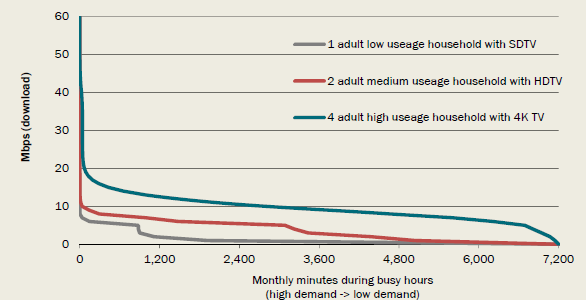 60
1 adult low useage household with SDTV
50
2 adult medium useage household with HDTV
40
4 adult high useage household with 4K TV
30
20
10
0
Mbps (download)
0 1,200 2,400 3,600 4,800 6,000 7,200
Monthly minutes during busy hours
(high demand -> low demand)